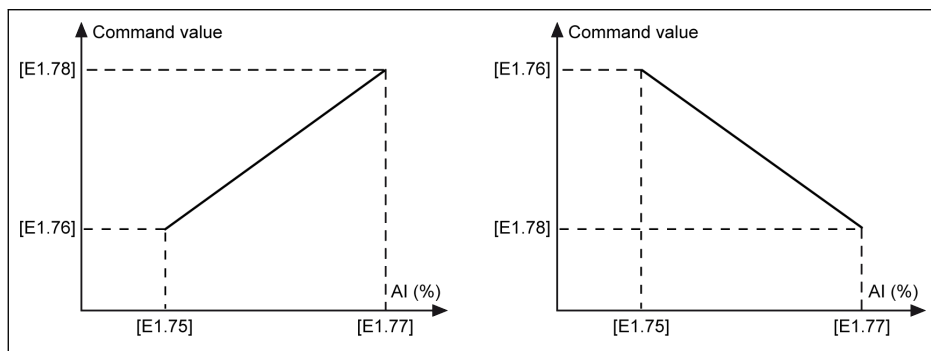 Command value
[E1.78]
[E1.76]
AI (%)
[E1.75]
[E1.77]
Command value
[E1.76]
[E1.78]
AI (%)
[E1.75]
[E1.77]